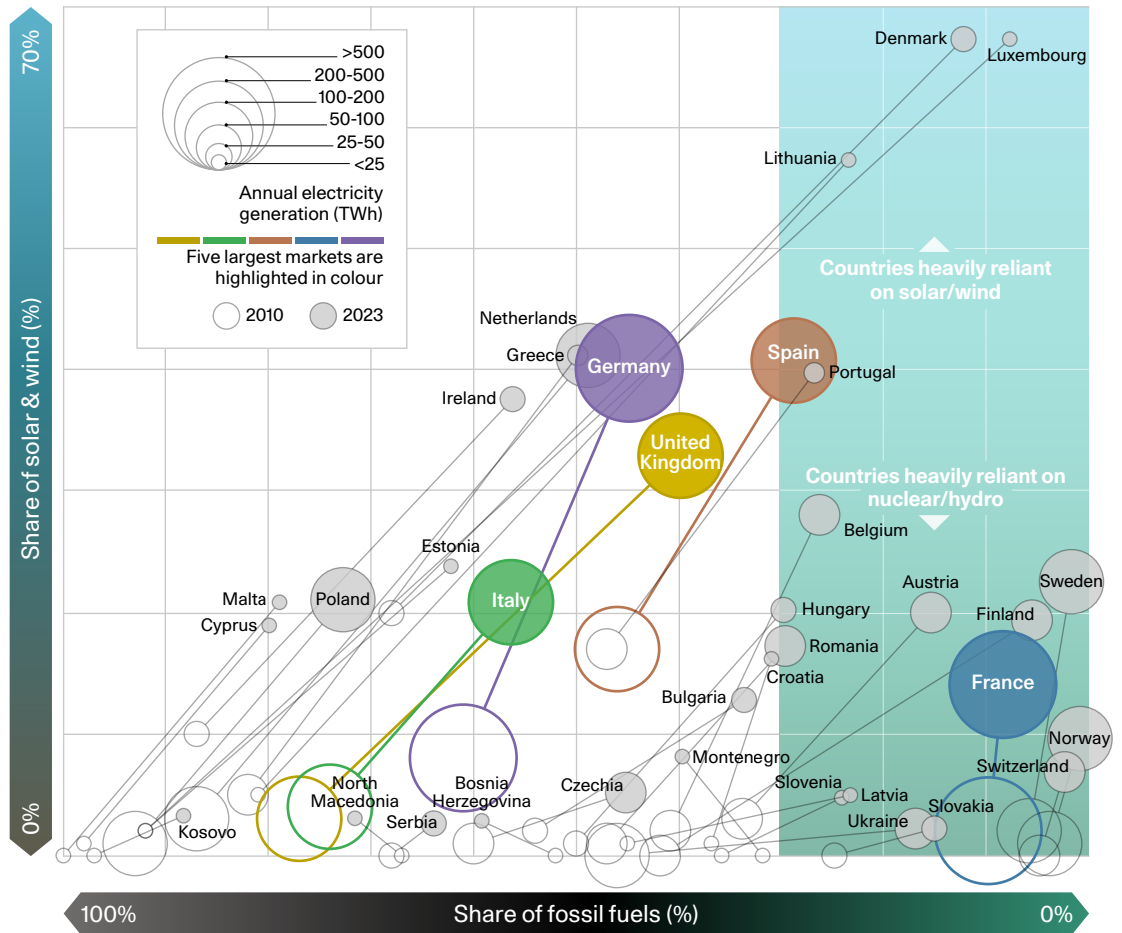 70%
Share of solar & wind (%)
0%
>500
200-500
100-200
50-100
25-50
<25
Annual electricity
generation (TWh)
Five largest markets are
highlighted in colour
2010
2023
Denmark
Luxembourg
Lithuania
Countries heavily reliant
on solar/wind
Netherlands
Greece
Germany
Spain
Portugal
Ireland
United
Kingdom
Countries heavily reliant on
nuclear/hydro
Belgium
Estonia
Malta
Poland
Cyprus
Italy
Austria
Sweden
Hungary
Finland
Romania
Croatia
France
Bulgaria
Norway
Montenegro
Switzerland
North
Macedonia
Bosnia
Herzegovina
Czechia
Slovenia
Latvia
Slovakia
Kosovo
Serbia
Ukraine
100%
Share of fossil fuels (%)
0%